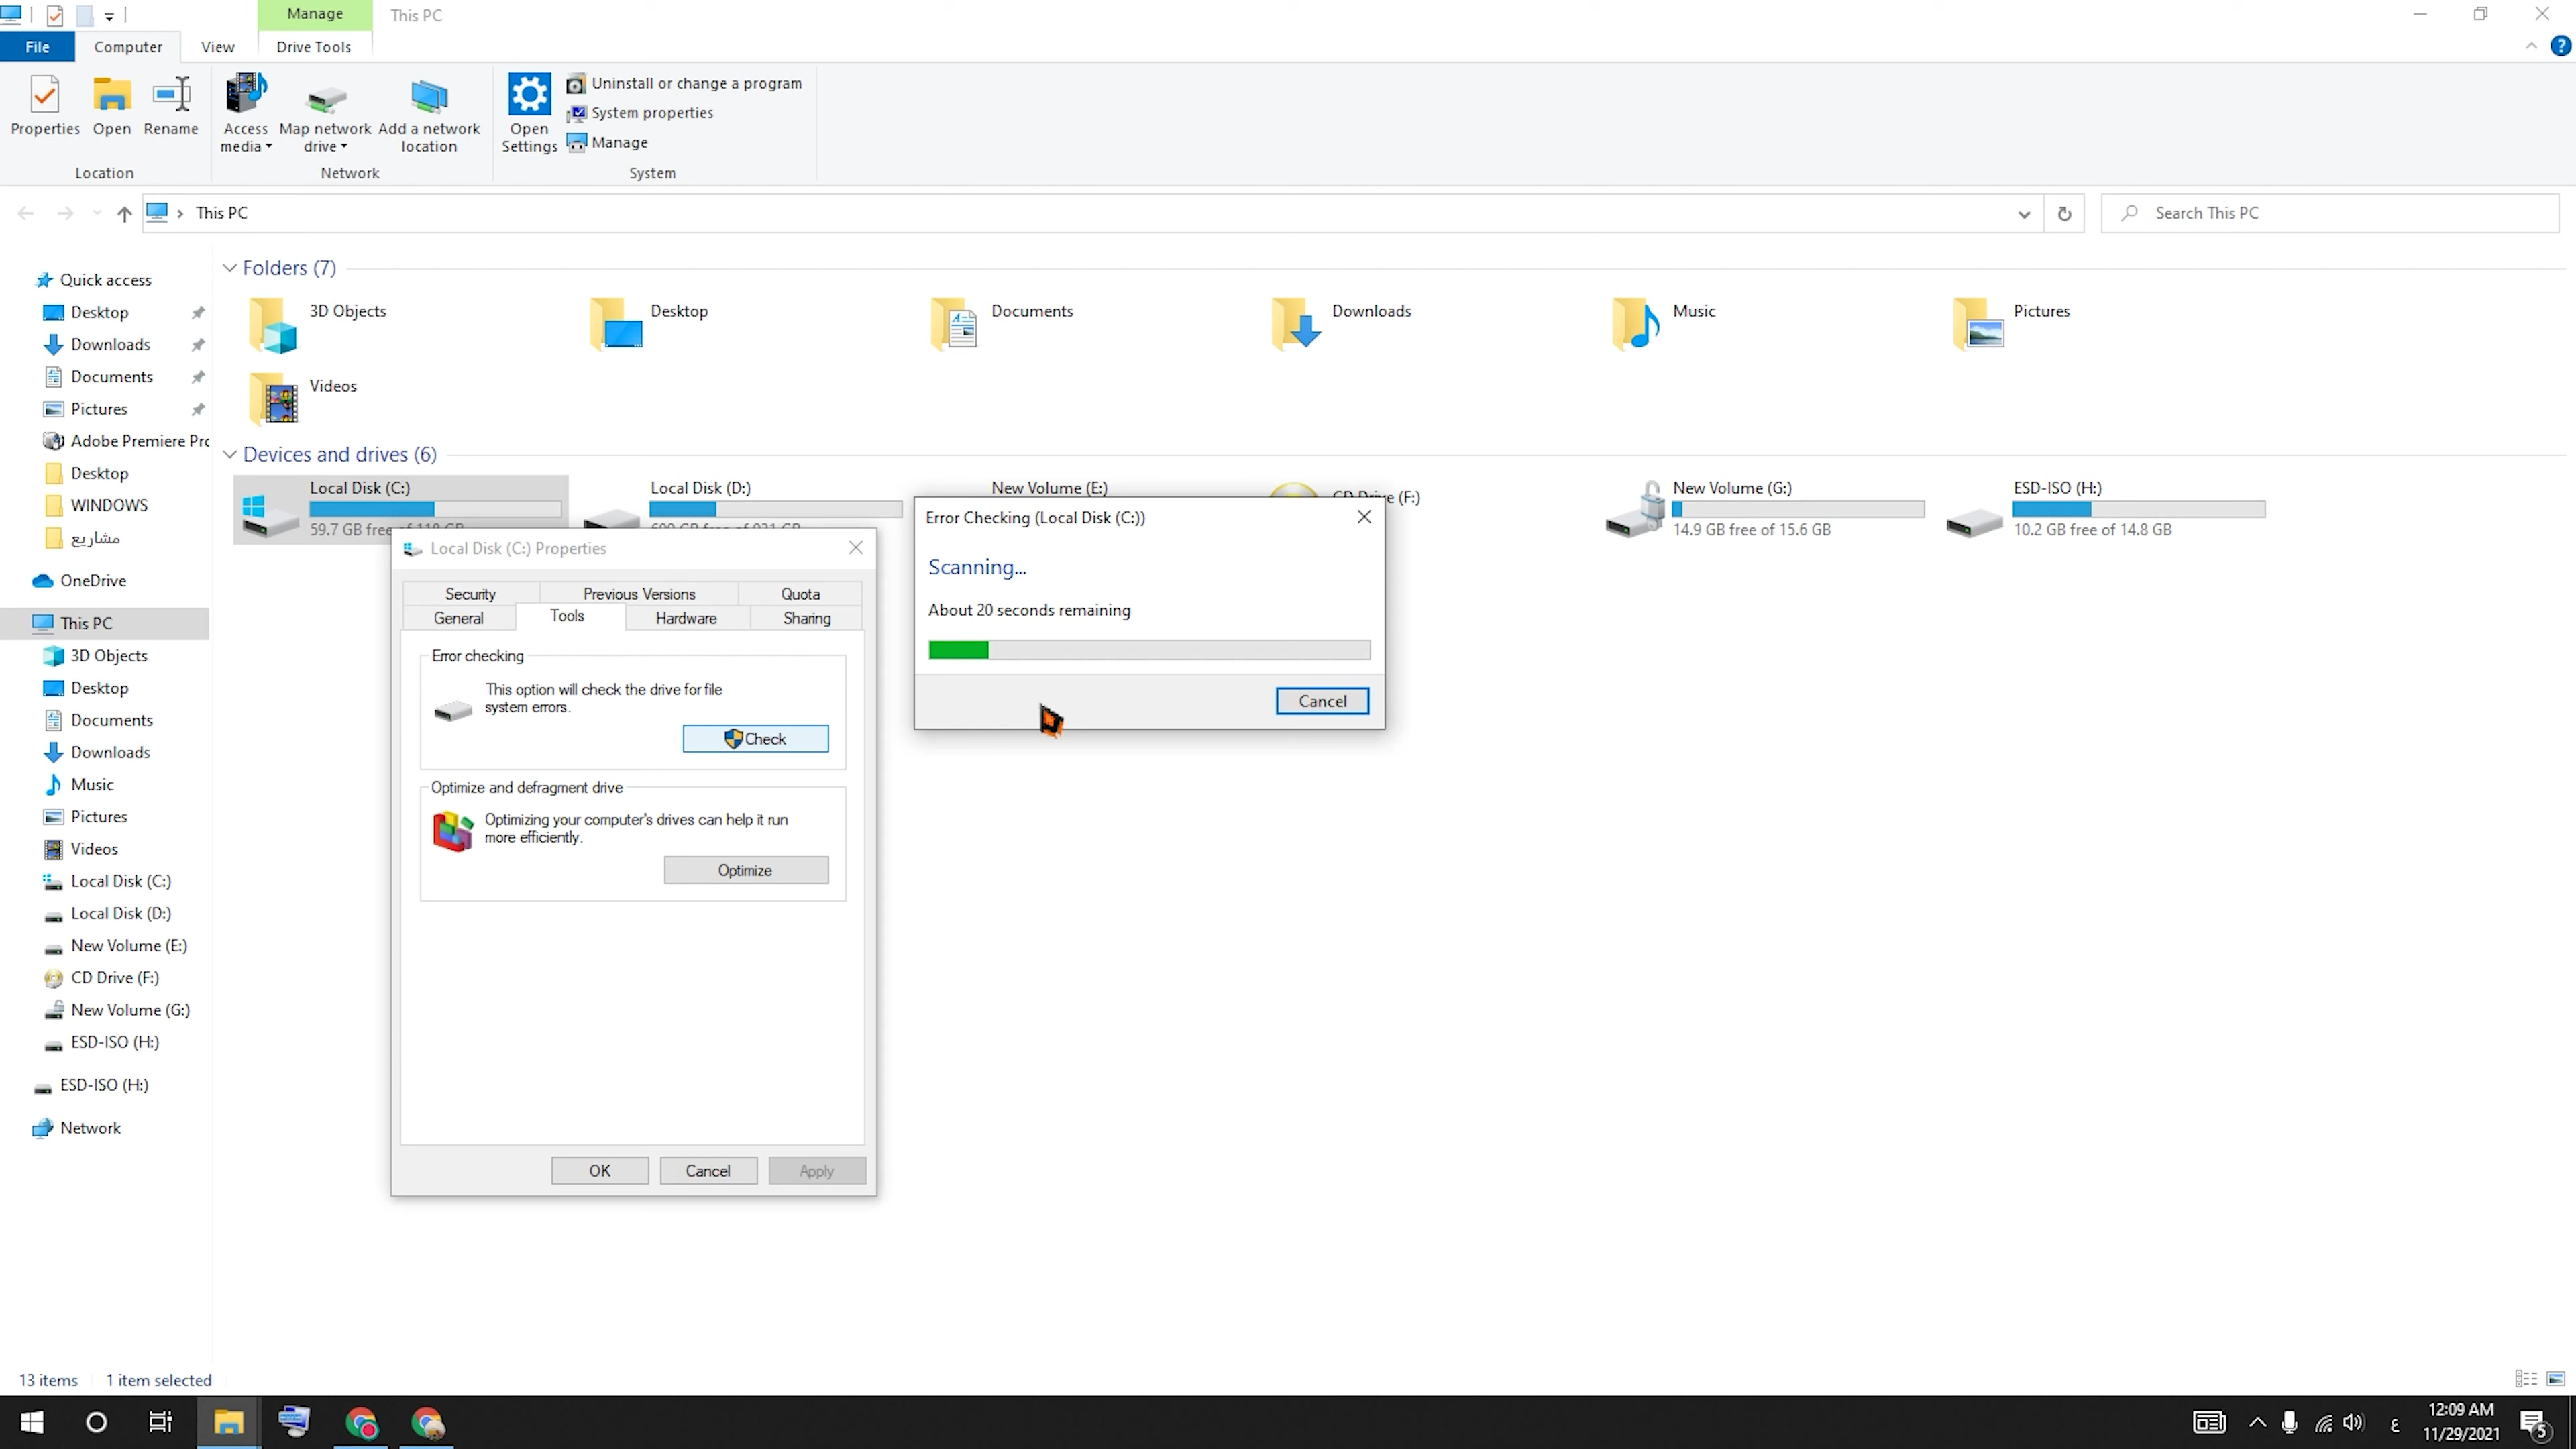 Manage
This PC
File
Computer
View
Drive Tools
Properties
Open
Rename
Access media
Map network drive
Add a network location
Open Settings
Uninstall or change a program
System properties
Manage
Location
Network
System
This PC
Search This PC
Quick access
Desktop
Downloads
Documents
Pictures
Adobe Premiere Pro
Desktop
WINDOWS
مشاريع
OneDrive
This PC
3D Objects
Desktop
Documents
Downloads
Music
Pictures
Videos
Local Disk (C:)
Local Disk (D:)
New Volume (E:)
CD Drive (F:)
New Volume (G:)
ESD-ISO (H:)
ESD-ISO (H:)
Network
Folders (7)
3D Objects
Desktop
Documents
Downloads
Music
Pictures
Videos
Devices and drives (6)
Local Disk (C:)
59.7 GB free of 118 GB
Local Disk (D:)
New Volume (E:)
CD Drive (F:)
New Volume (G:)
14.9 GB free of 15.6 GB
ESD-ISO (H:)
10.2 GB free of 14.8 GB
Local Disk (C:) Properties
Security
Previous Versions
Quota
General
Tools
Hardware
Sharing
Error checking
This option will check the drive for file
system errors.
Check
Optimize and defragment drive
Optimizing your computer's drives can help it run
more efficiently.
Optimize
OK
Cancel
Apply
Error Checking (Local Disk (C:))
Scanning...
About 20 seconds remaining
Cancel
13 items
1 item selected
ع
12:09 AM
11/29/2021
5